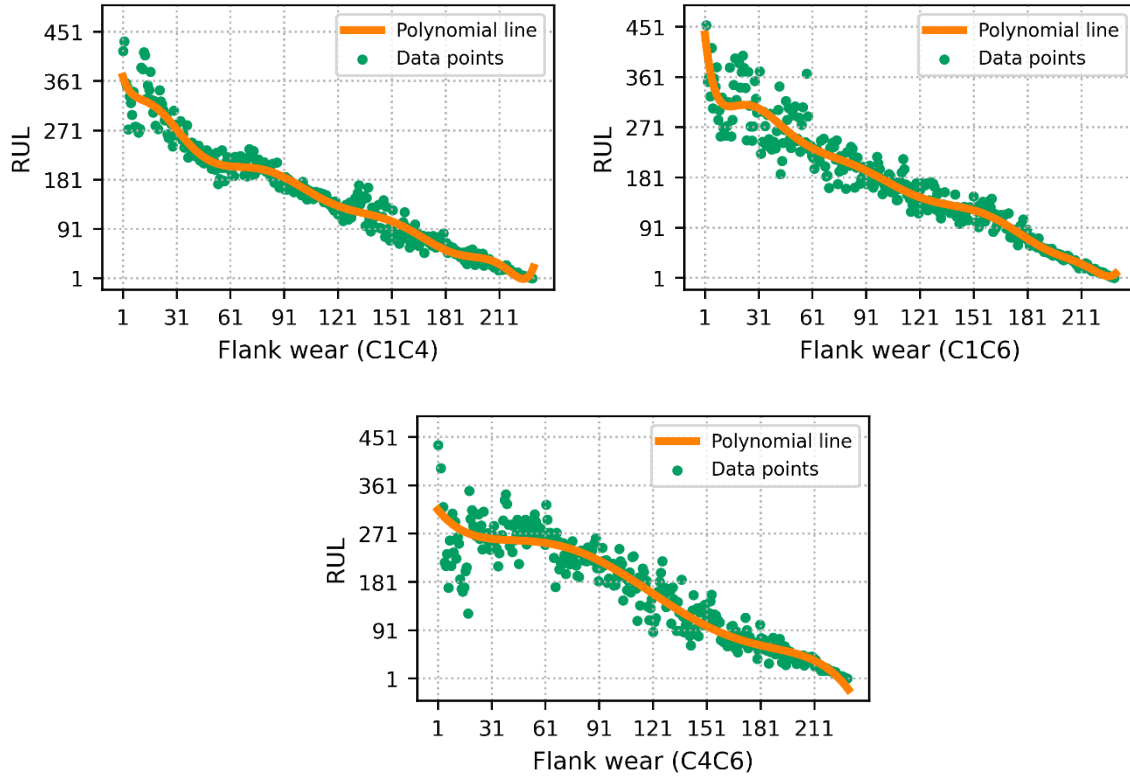 451
361
271
181
91
1
RUL
1 31 61 91 121 151 181 211
Flank wear (C1C4)
Polynomial line
Data points
451
361
271
181
91
1
RUL
1 31 61 91 121 151 181 211
Flank wear (C1C6)
Polynomial line
Data points
451
361
271
181
91
1
RUL
1 31 61 91 121 151 181 211
Flank wear (C4C6)
Polynomial line
Data points